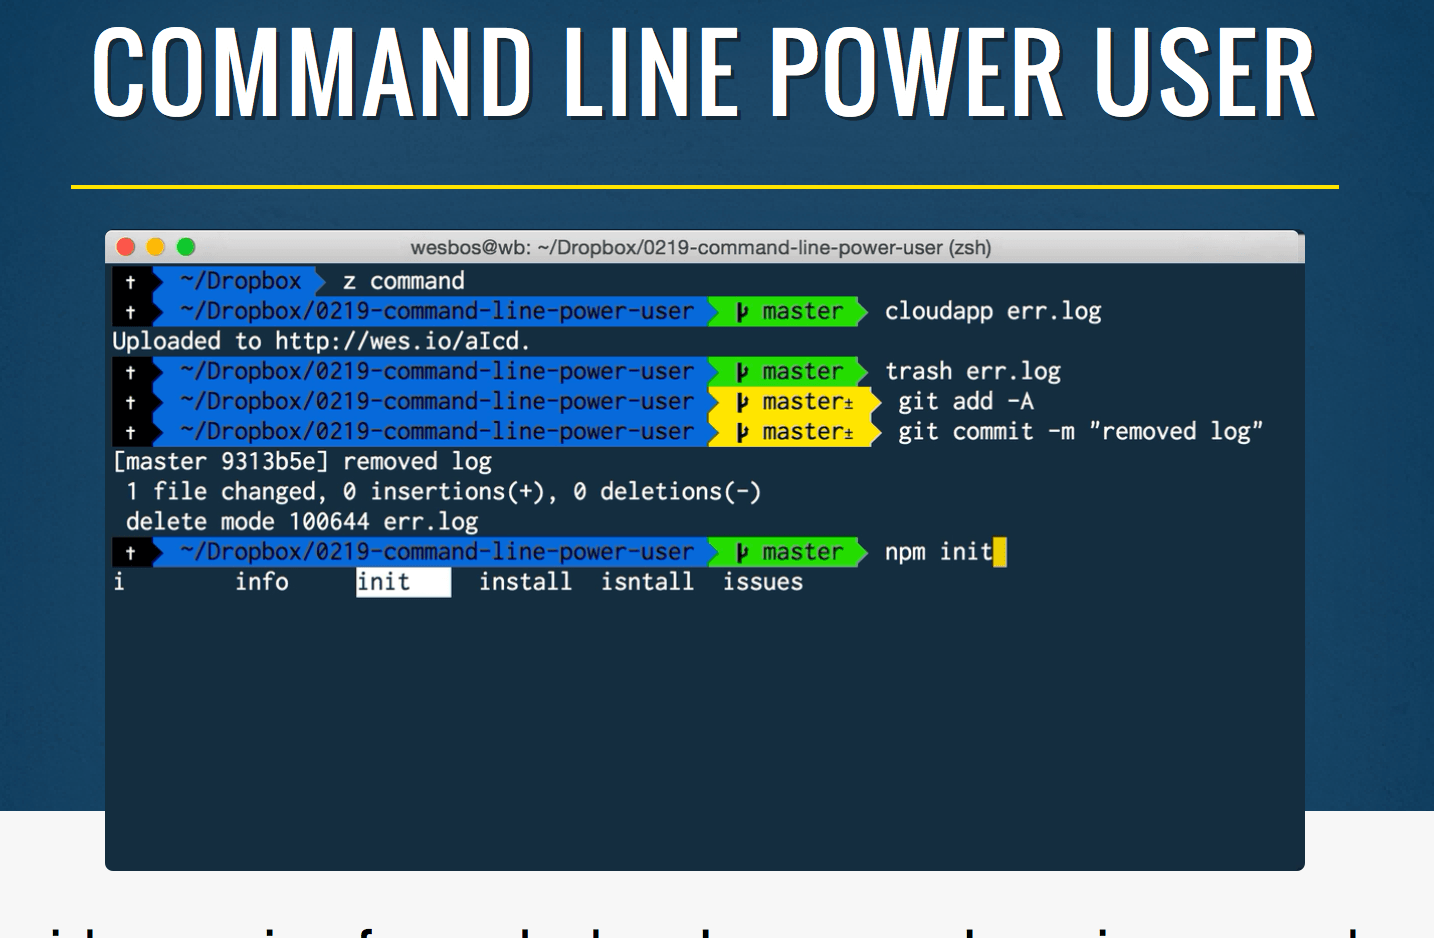 COMMAND LINE POWER USER
wesbos@wb: ~/Dropbox/0219-command-line-power-user (zsh)
† ~/Dropbox z command
† ~/Dropbox/0219-command-line-power-user master cloudapp err.log
Uploaded to http://wes.io/aIcd.
† ~/Dropbox/0219-command-line-power-user master trash err.log
† ~/Dropbox/0219-command-line-power-user master± git add -A
† ~/Dropbox/0219-command-line-power-user master± git commit -m "removed log"
[master 9313b5e] removed log
1 file changed, 0 insertions(+), 0 deletions(-)
delete mode 100644 err.log
† ~/Dropbox/0219-command-line-power-user master npm init
i info init install isntall issues